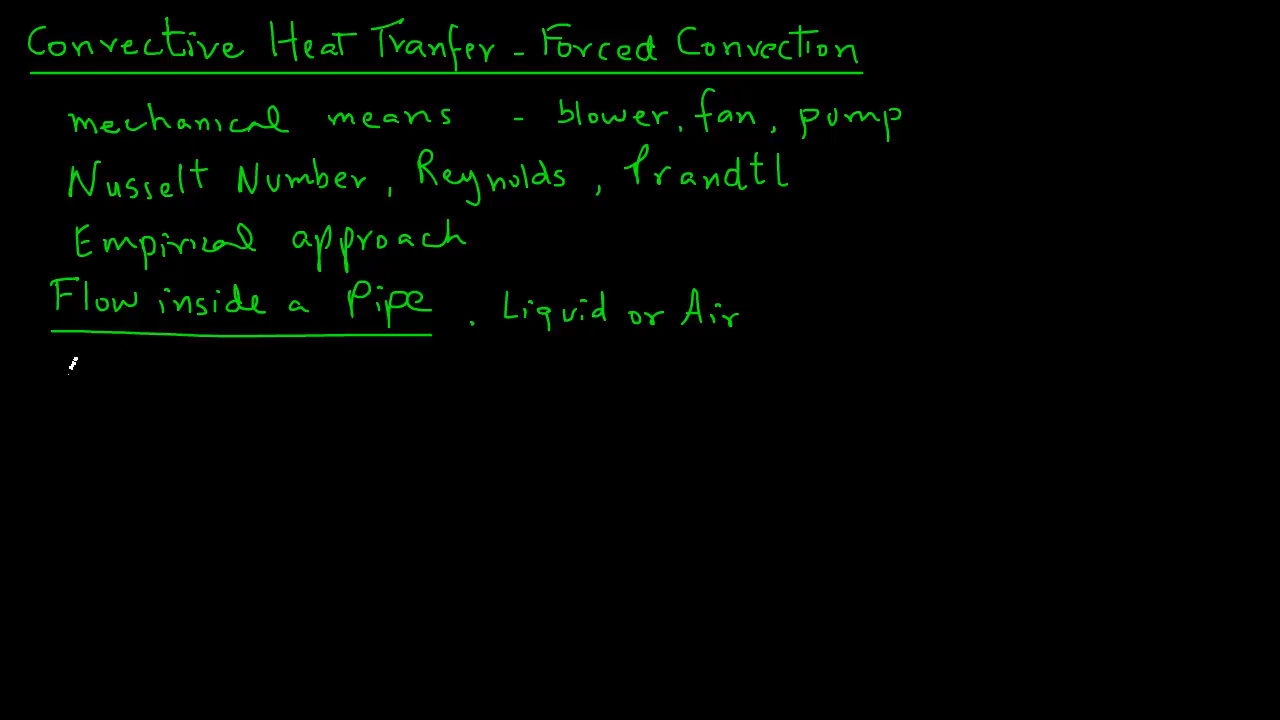 Convective Heat Tranfer - Forced Convection
mechanical means - blower, fan, pump
Nusselt Number, Reynolds, Prandtl
Empirical approach
Flow inside a Pipe . Liquid or Air